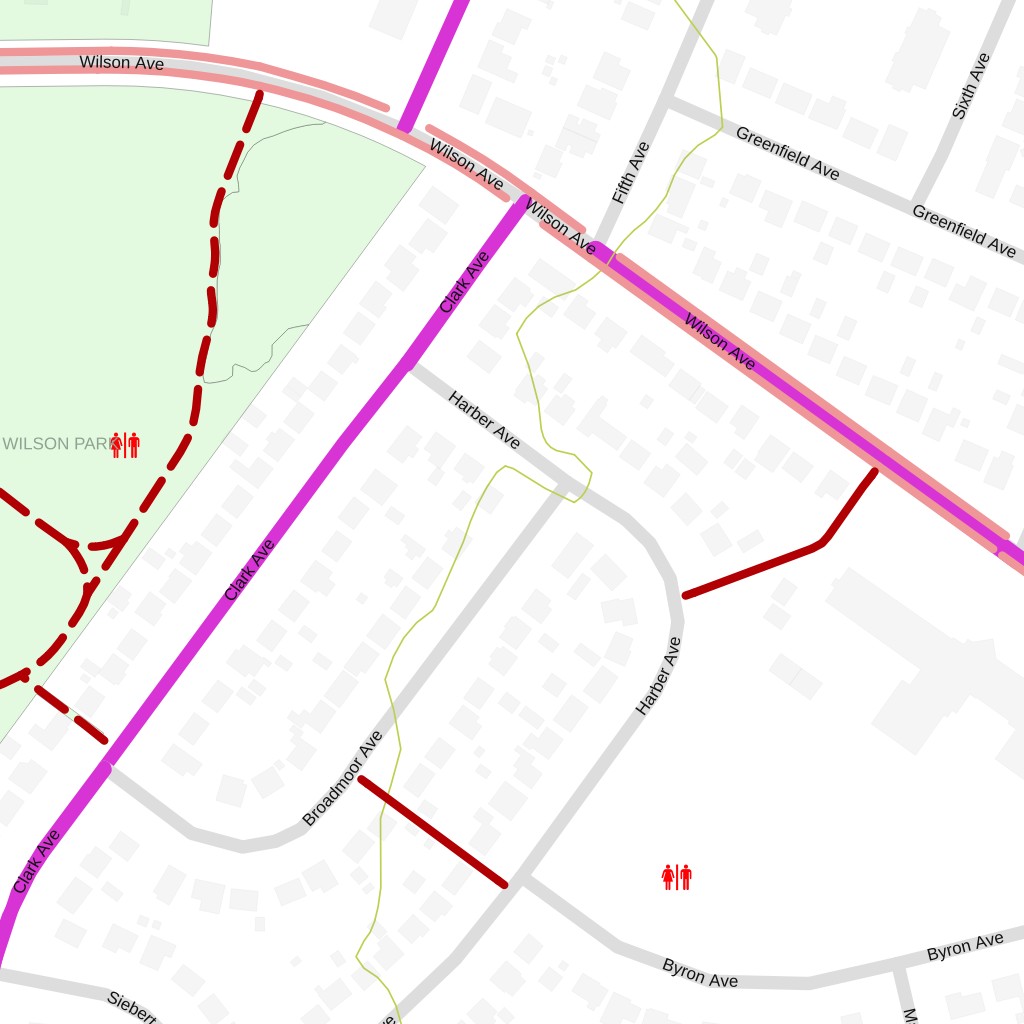 Wilson Ave
Sixth Ave
Greenfield Ave
Wilson Ave
Fifth Ave
Wilson Ave
Greenfield Ave
Clark Ave
Wilson Ave
Harber Ave
WILSON PARK
Clark Ave
Harber Ave
Broadmoor Ave
Clark Ave
Byron Ave
Byron Ave
Siebert